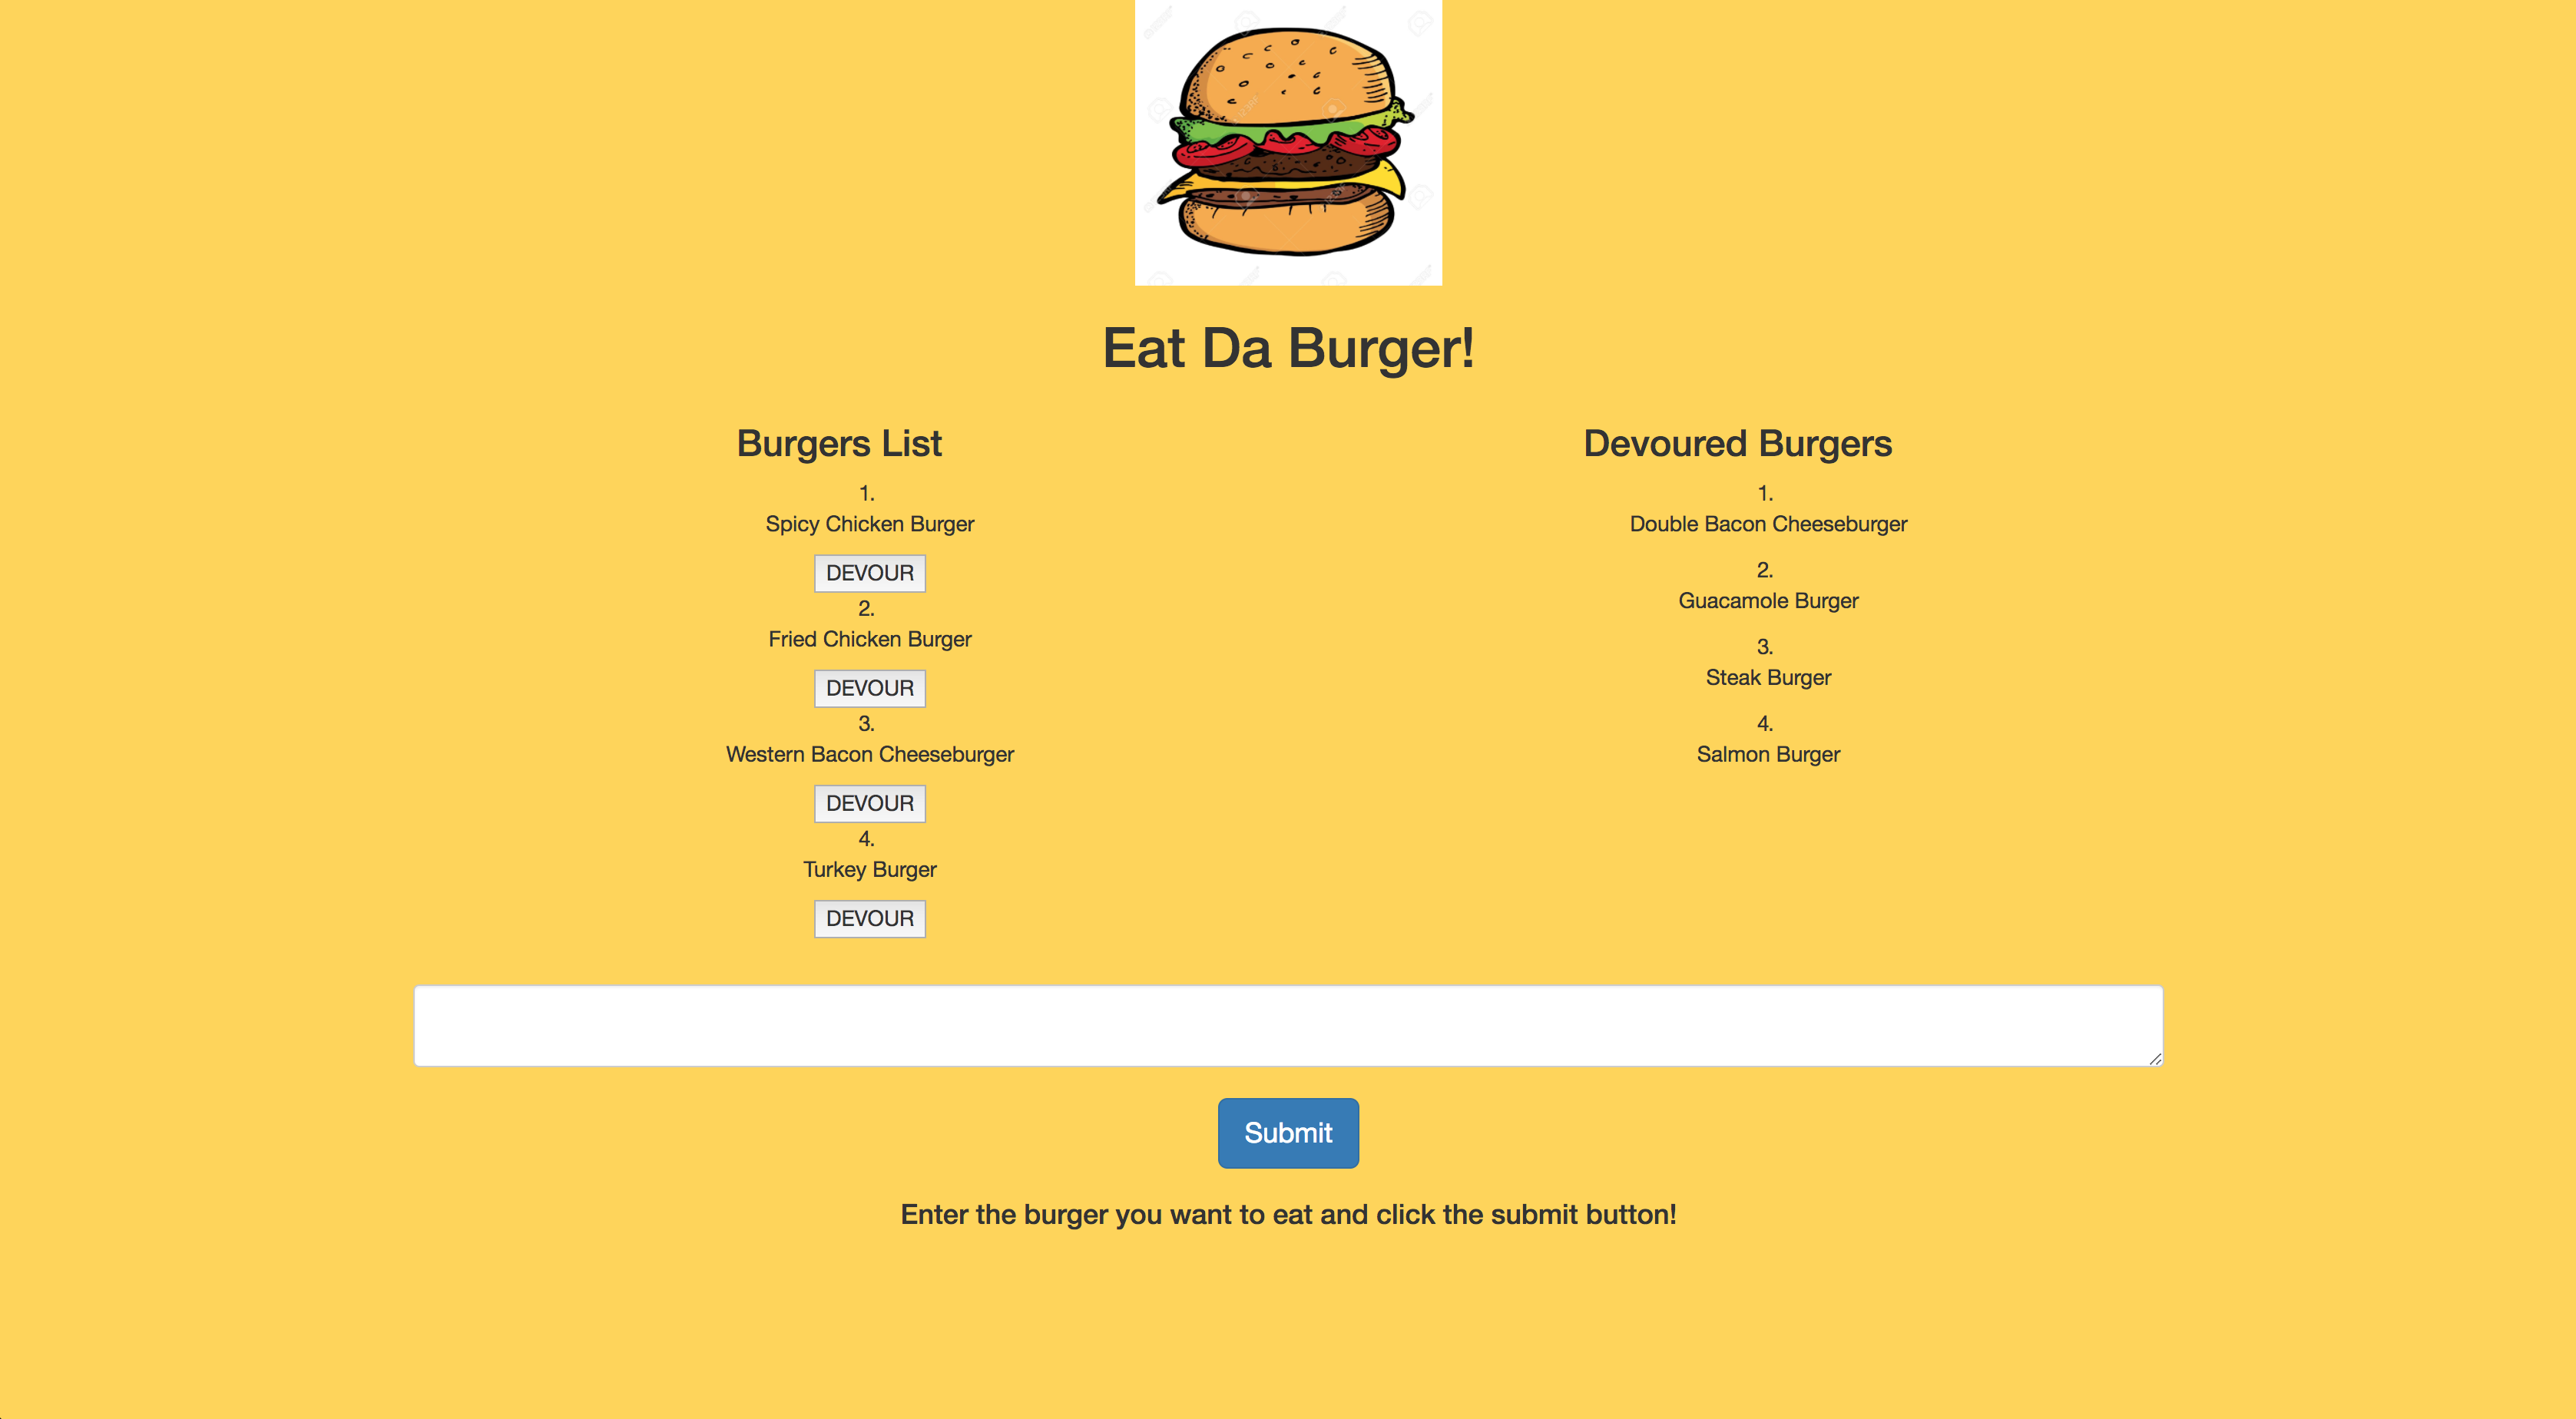 Eat Da Burger!
Burgers List
1.
Spicy Chicken Burger
DEVOUR
2.
Fried Chicken Burger
DEVOUR
3.
Western Bacon Cheeseburger
DEVOUR
4.
Turkey Burger
DEVOUR
Devoured Burgers
1.
Double Bacon Cheeseburger
2.
Guacamole Burger
3.
Steak Burger
4.
Salmon Burger
Submit
Enter the burger you want to eat and click the submit button!